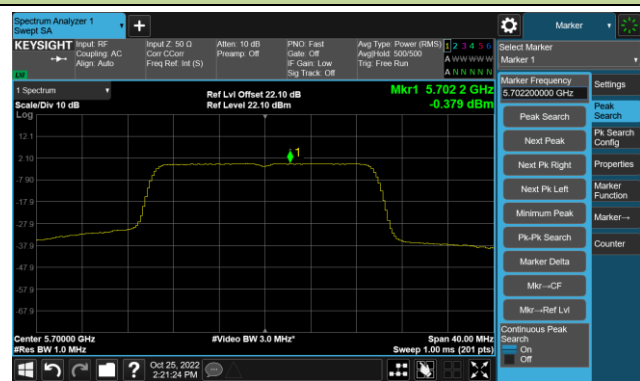 Spectrum Analyzer 1
Swept SA
Marker
KEYSIGHT
Input: RF
Coupling: AC
Align: Auto
Input Z: 50 Ω
Corr CCorr
Freq Ref: Int (S)
Atten: 10 dB
Preamp: Off
PNO: Fast
Gate: Off
IF Gain: Low
Sig Track: Off
Avg Type: Power (RMS)
Avg|Hold: 500/500
Trig: Free Run
1 2 3 4 5 6
A W W W W W
A N N N N N
LW
Select Marker
Marker 1
Marker Frequency
5.702200000 GHz
Settings
Peak Search
Peak
Search
Next Peak
Pk Search
Config
Next Pk Right
Properties
Next Pk Left
Marker
Function
Minimum Peak
Marker→
Pk-Pk Search
Counter
Marker Delta
Mkr→CF
Mkr→Ref Lvl
Continuous Peak
Search
On
Off
1 Spectrum
Scale/Div 10 dB
Ref Lvl Offset 22.10 dB
Ref Level 22.10 dBm
Mkr1 5.702 2 GHz
-0.379 dBm
Log
12.1
2.10
-7.90
-17.9
-27.9
-37.9
-47.9
-57.9
-67.9
1
Center 5.70000 GHz
#Res BW 1.0 MHz
#Video BW 3.0 MHz*
Span 40.00 MHz
Sweep 1.00 ms (201 pts)
?
Oct 25, 2022
2:21:24 PM